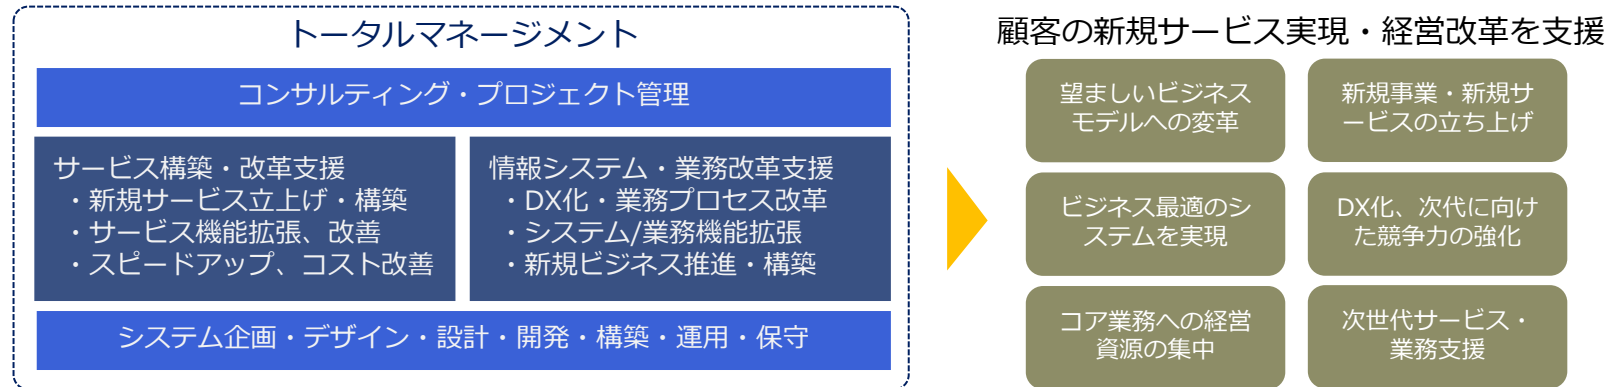 トータルマネージメント
コンサルティング・プロジェクト管理
サービス構築・改革支援
・新規サービス立上げ・構築
・サービス機能拡張、改善
・スピードアップ、コスト改善
情報システム・業務改革支援
・DX化・業務プロセス改革
・システム/業務機能拡張
・新規ビジネス推進・構築
システム企画・デザイン・設計・開発・構築・運用・保守
顧客の新規サービス実現・経営改革を支援
望ましいビジネス
モデルへの変革
新規事業・新規サ
ービスの立ち上げ
ビジネス最適のシ
ステムを実現
DX化、次代に向け
た競争力の強化
コア業務への経営
資源の集中
次世代サービス・
業務支援